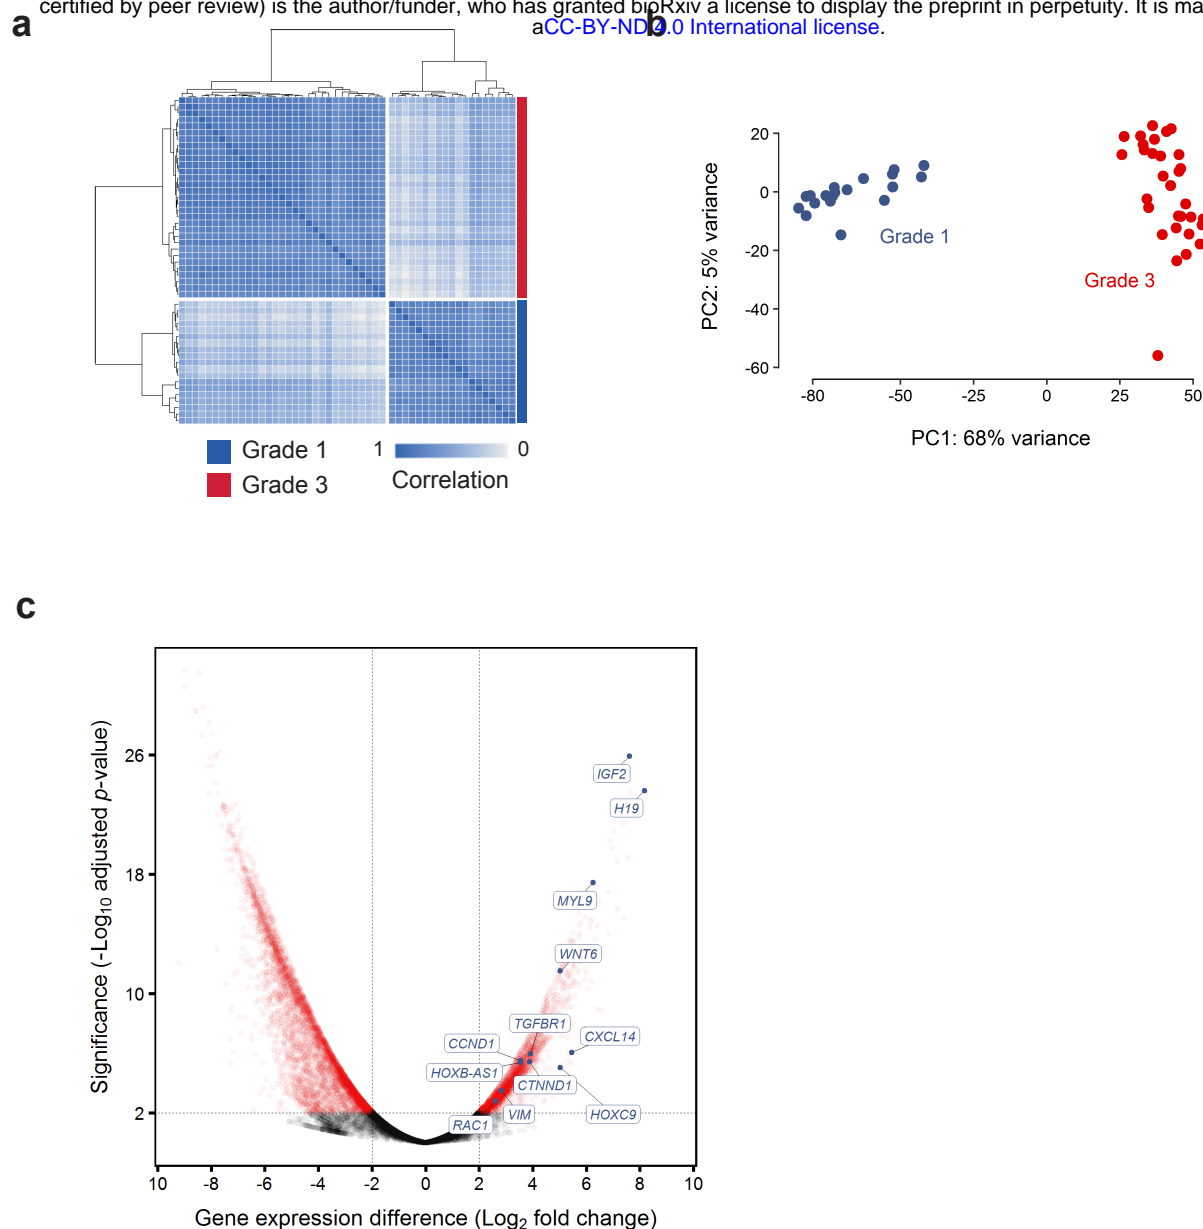 certified by peer review) is the author/funder, who has granted bioRxiv a license to display the preprint in perpetuity. It is ma
aCC-BY-ND 4.0 International license.
a
b
Grade 1
Grade 3
1
0
Correlation
20
0
-20
-40
-60
PC2: 5% variance
Grade 1
Grade 3
-80
-50
-25
0
25
50
PC1: 68% variance
c
26
18
10
2
Significance (-Log10 adjusted p-value)
IGF2
H19
MYL9
WNT6
TGFBR1
CCND1
CXCL14
HOXB-AS1
CTNND1
VIM
HOXC9
RAC1
10
-8
-6
-4
-2
0
2
4
6
8
10
Gene expression difference (Log2 fold change)